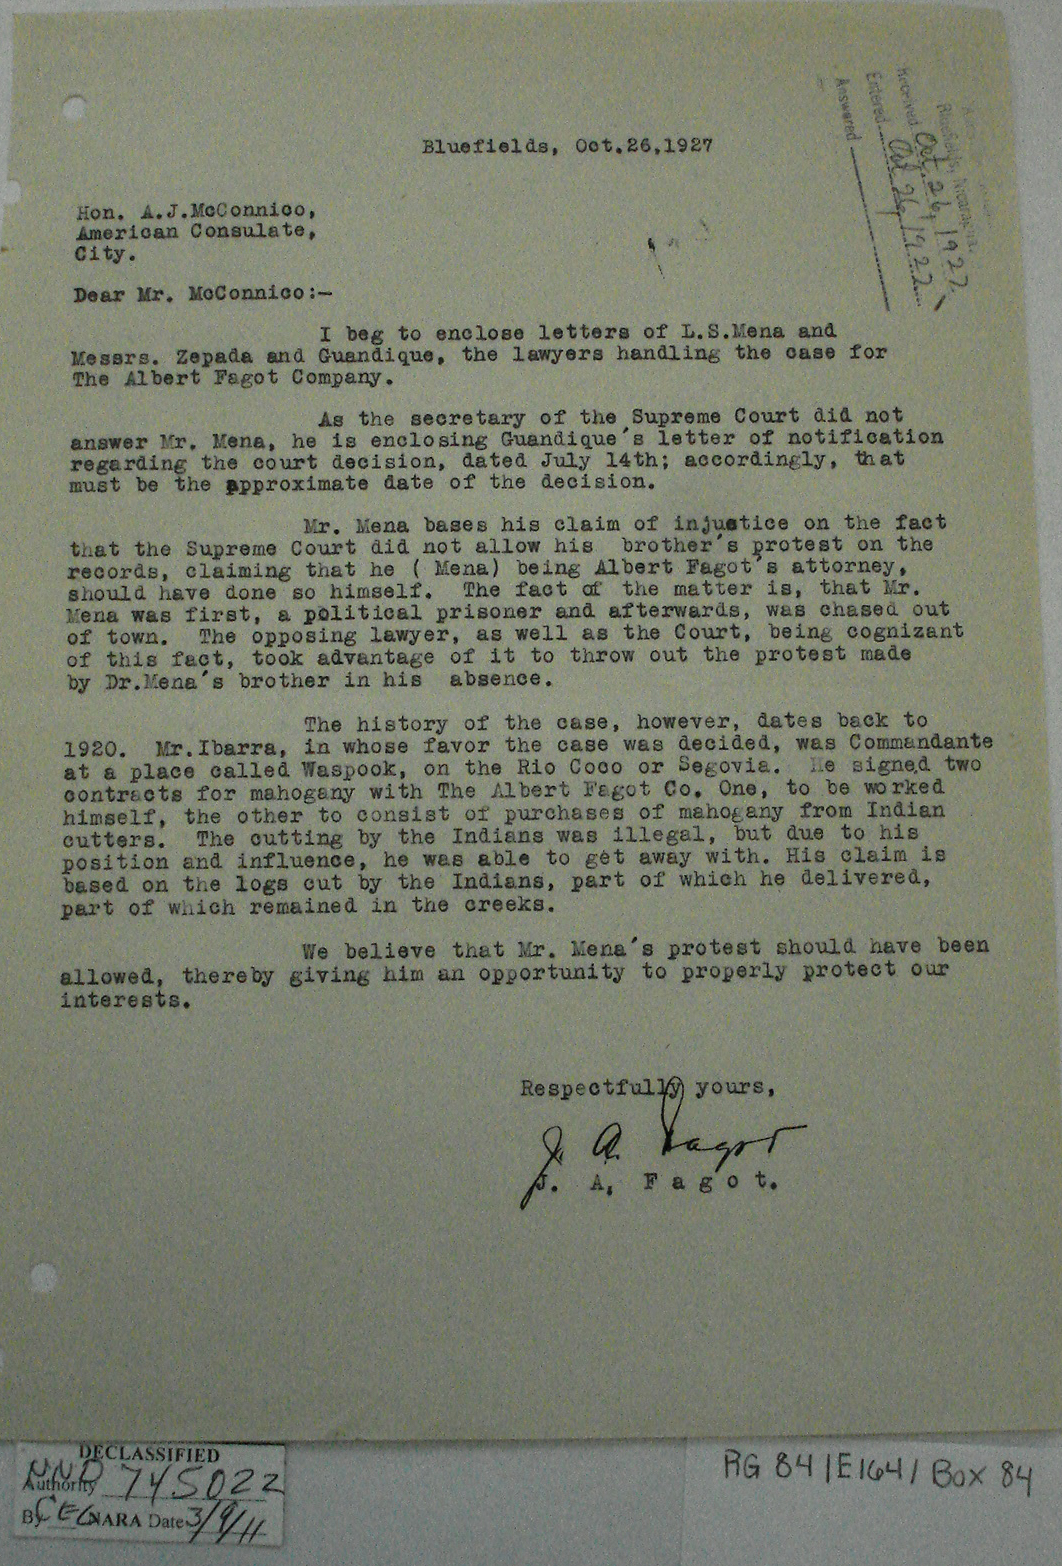 Received Oct. 26, 1927.
Entered Oct 26, 1927
Answered
Bluefields, Oct.26,1927
Hon. A.J.McConnico,
American Consulate,
City.
Dear Mr. McConnico:-
I beg to enclose letters of L.S.Mena and
Messrs. Zepada and Guandique, the lawyers handling the case for
The Albert Fagot Company.
As the secretary of the Supreme Court did not
answer Mr. Mena, he is enclosing Guandique's letter of notification
regarding the court decision, dated July 14th; accordingly, that
must be the approximate date of the decision.
Mr. Mena bases his claim of injustice on the fact
that the Supreme Court did not allow his brother's protest on the
records, claiming that he ( Mena) being Albert Fagot's attorney,
should have done so himself. The fact of the matter is, that Mr.
Mena was first, a political prisoner and afterwards, was chased out
of town. The opposing lawyer, as well as the Court, being cognizant
of this fact, took advantage of it to throw out the protest made
by Dr.Mena's brother in his absence.
The history of the case, however, dates back to
1920. Mr.Ibarra, in whose favor the case was decided, was Commandante
at a place called Waspook, on the Rio Coco or Segovia. He signed two
contracts for mahogany with The Albert Fagot Co. One, to be worked
himself, the other to consist of purchases of mahogany from Indian
cutters. The cutting by the Indians was illegal, but due to his
position and influence, he was able to get away with. His claim is
based on the logs cut by the Indians, part of which he delivered,
part of which remained in the creeks.
We believe that Mr. Mena's protest should have been
allowed, thereby giving him an opportunity to properly protect our
interests.
Respectfully yours,
J. A. Fagot
J. A. Fagot.
DECLASSIFIED
Authority NND 745022
By CEC NARA Date 3/9/11
RG 84/E164/ Box 84